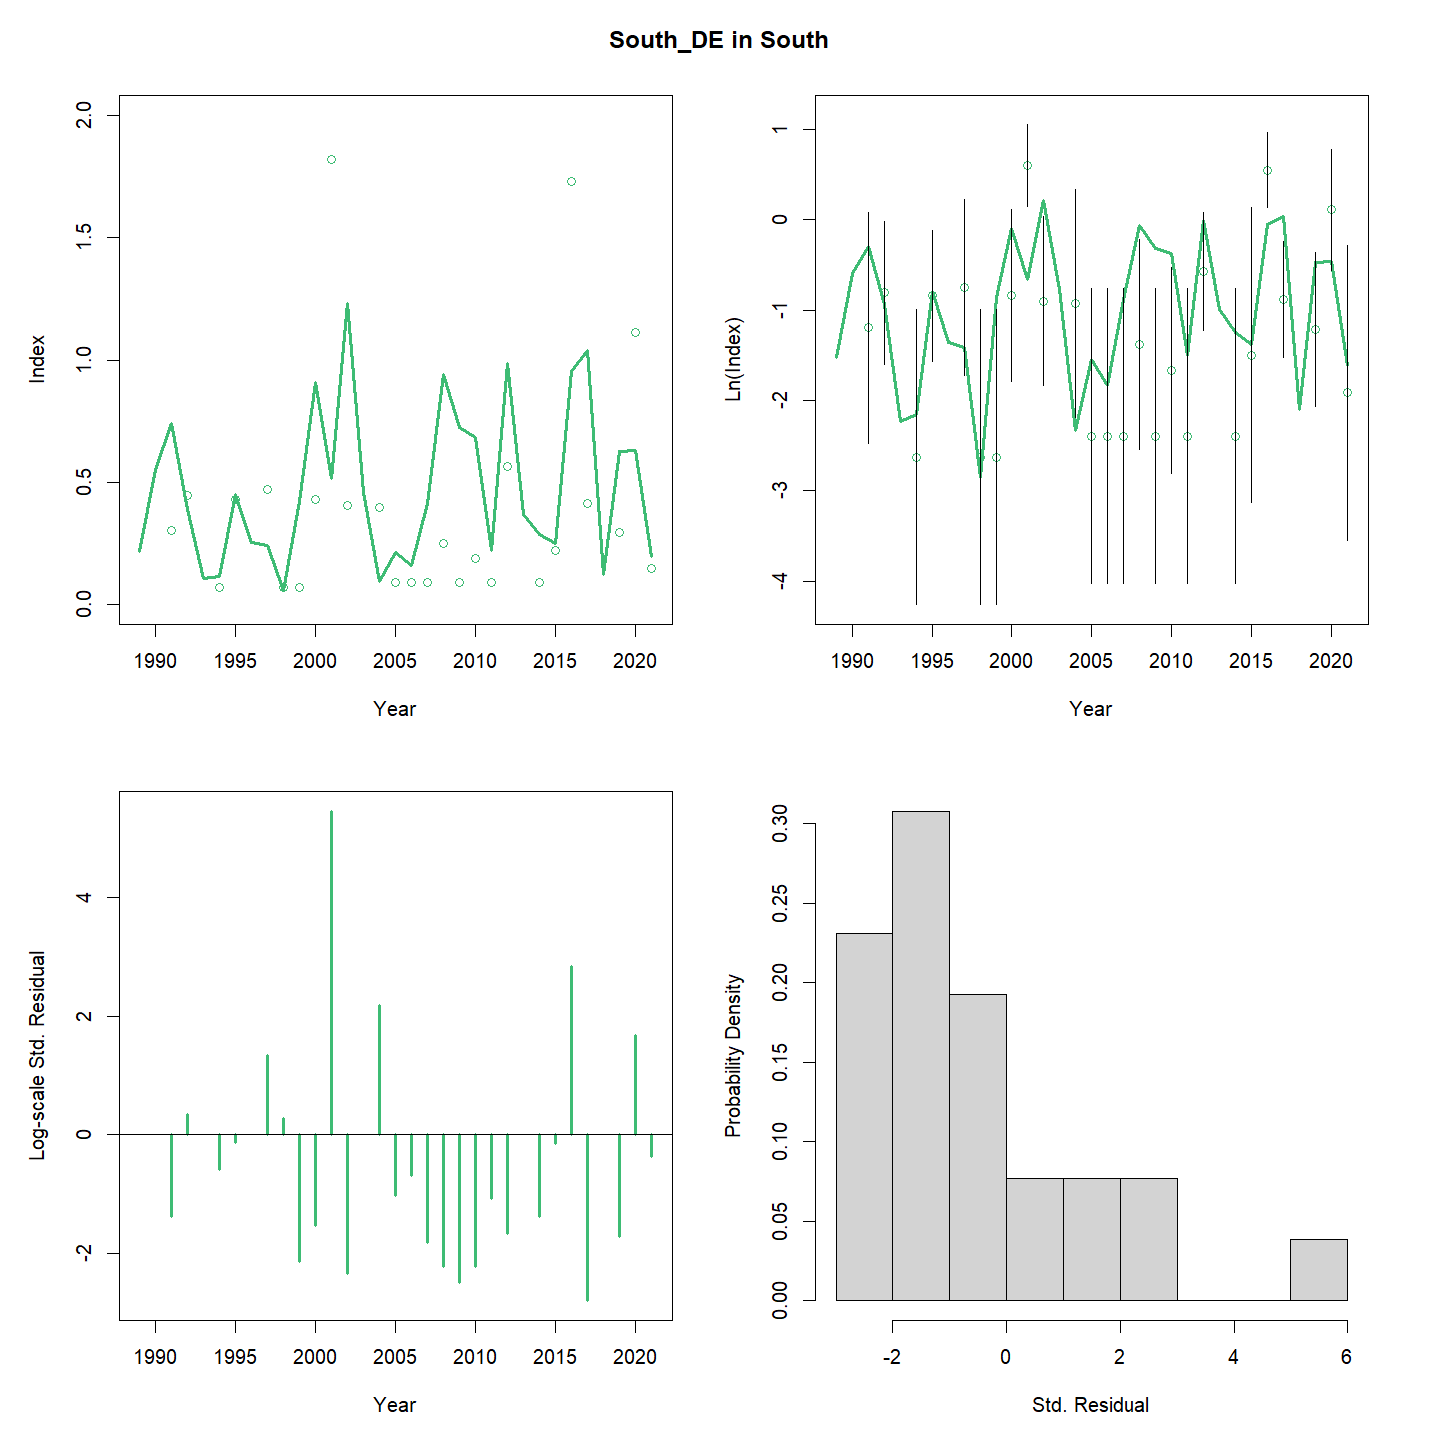 South_DE in South
Index
0.0 0.5 1.0 1.5 2.0
1990 1995 2000 2005 2010 2015 2020
Year
Ln(Index)
-4 -3 -2 -1 0 1
1990 1995 2000 2005 2010 2015 2020
Year
Log-scale Std. Residual
-2 0 2 4
1990 1995 2000 2005 2010 2015 2020
Year
Probability Density
0.00 0.05 0.10 0.15 0.20 0.25 0.30
-2 0 2 4 6
Std. Residual